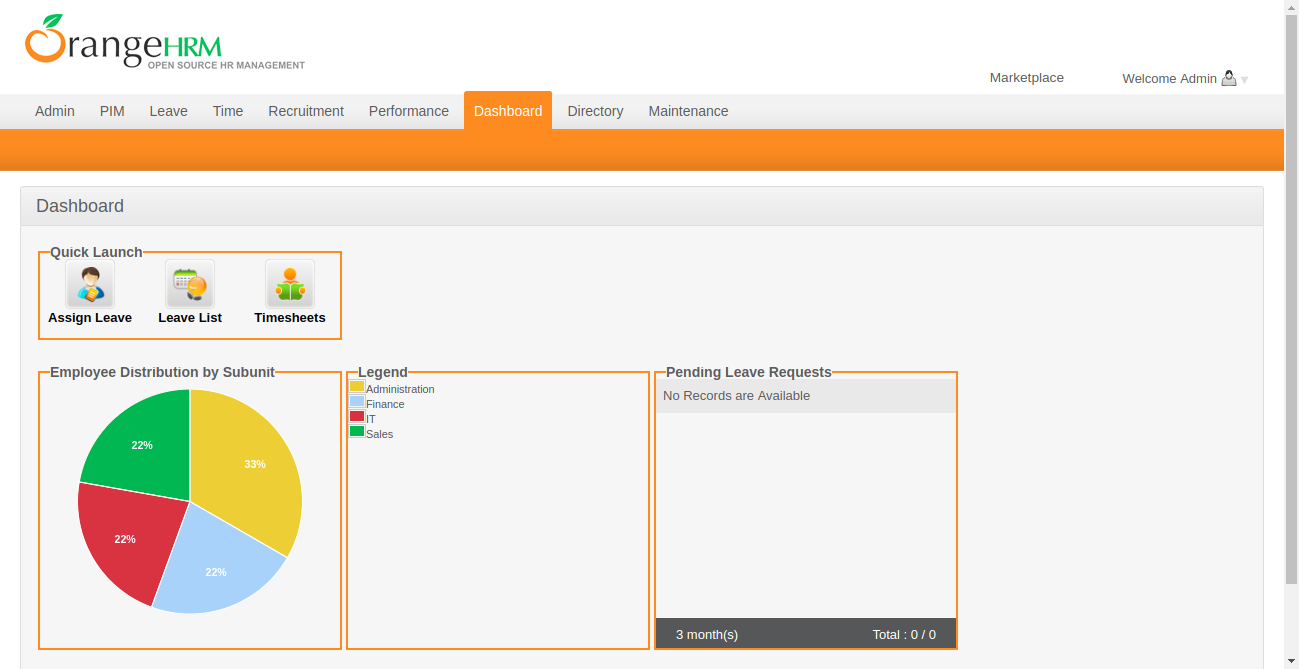 OrangeHRM
OPEN SOURCE HR MANAGEMENT
Marketplace
Welcome Admin
Admin PIM Leave Time Recruitment Performance Dashboard Directory Maintenance
Dashboard
Quick Launch
Assign Leave Leave List Timesheets
Employee Distribution by Subunit
22%
33%
22%
22%
Legend
Administration
Finance
IT
Sales
Pending Leave Requests
No Records are Available
3 month(s) Total : 0 / 0